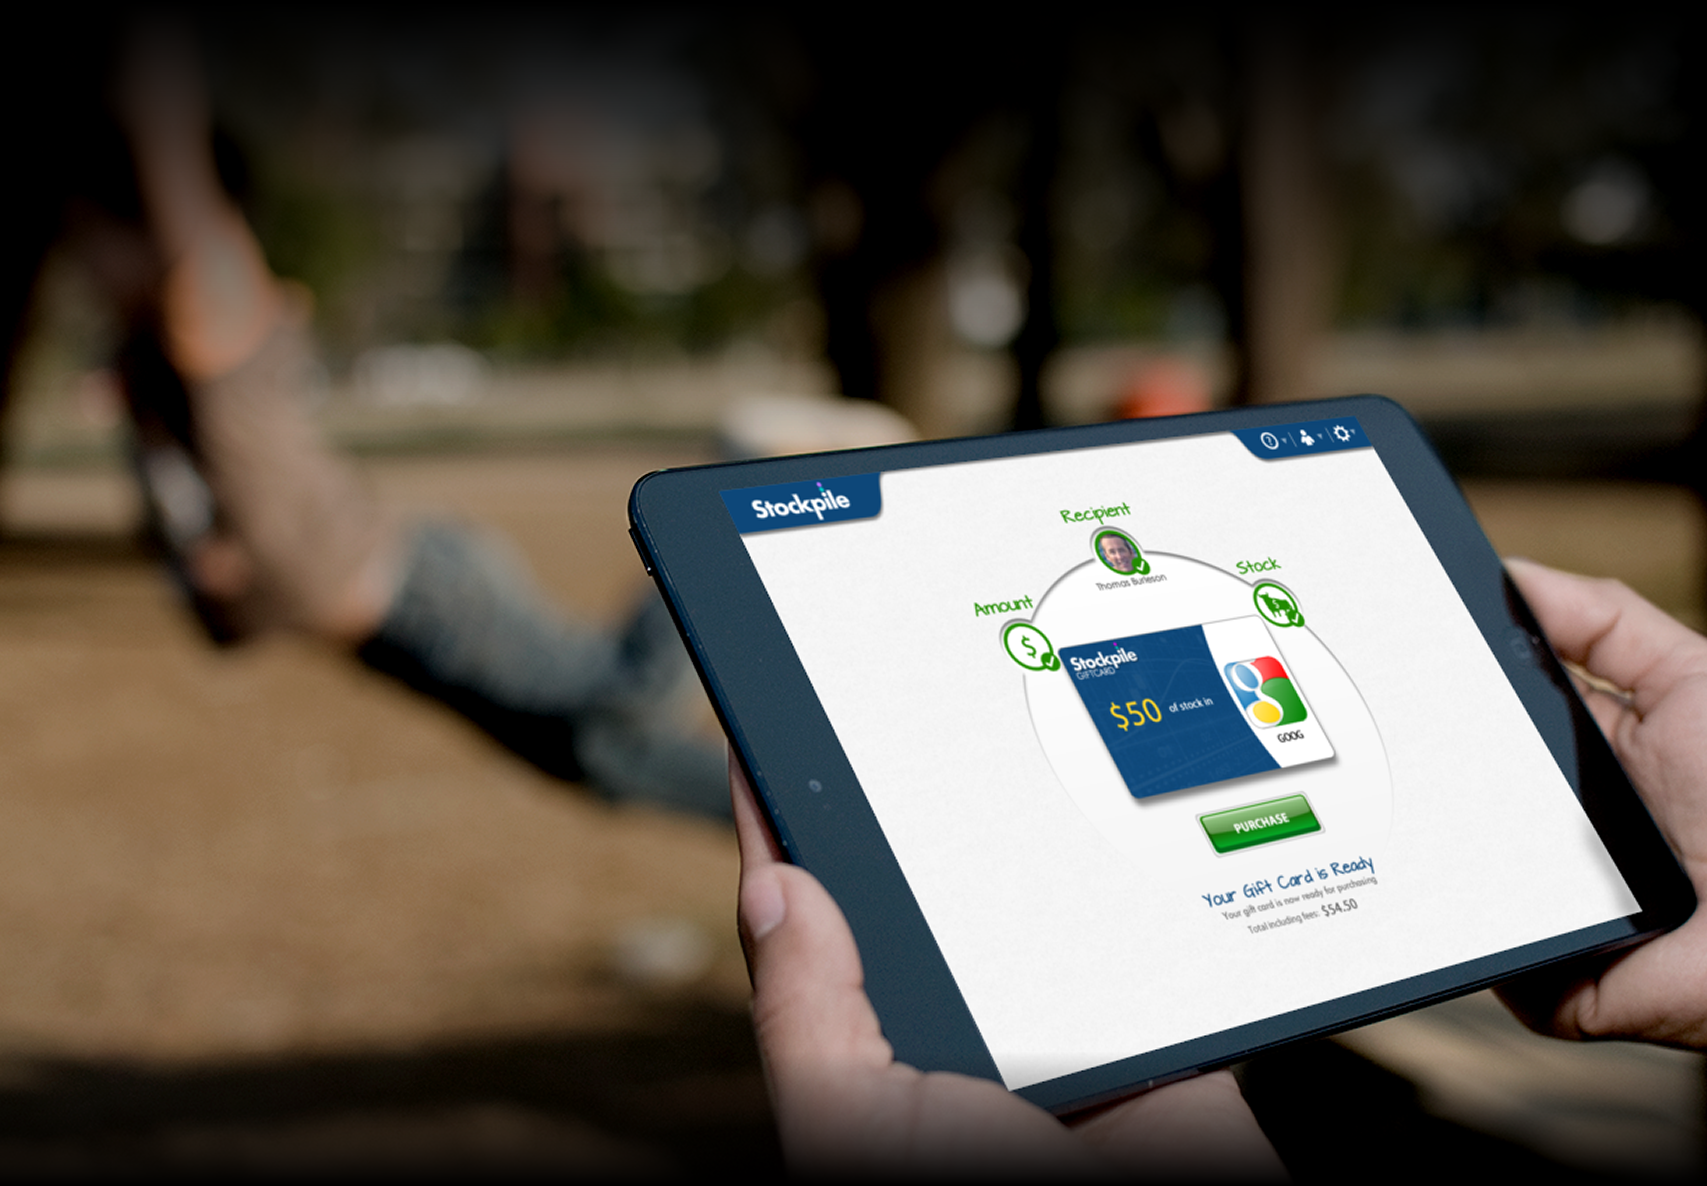 Stockpile
Recipient
Thomas Burleson
Stock
Amount
$
Stockpile
GIFTCARD
$50 of stock in
GOOG
PURCHASE
Your Gift Card is Ready
Your gift card is now ready for purchasing
Total including fees: $54.50